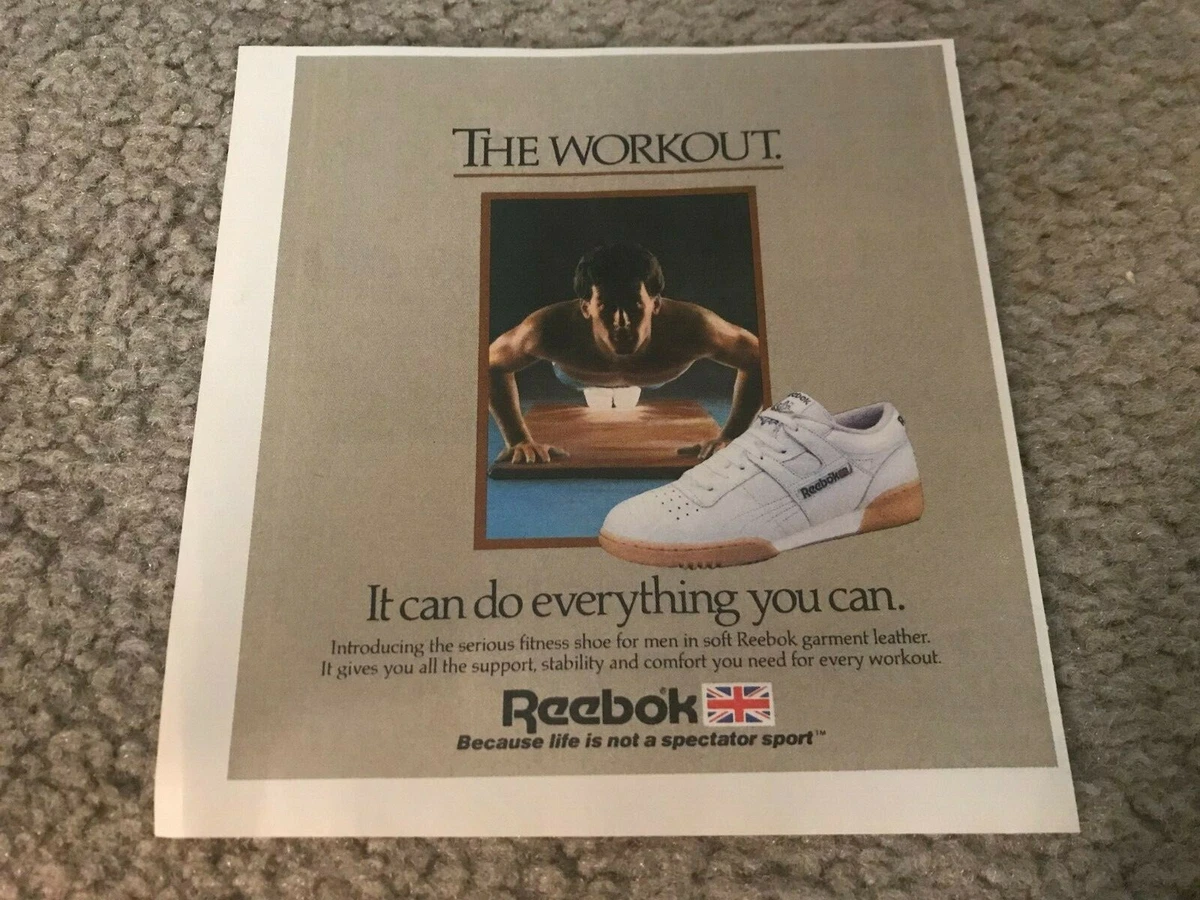 THE WORKOUT.
Reebok
Reebok
It can do everything you can.
Introducing the serious fitness shoe for men in soft Reebok garment leather.
It gives you all the support, stability and comfort you need for every workout.
Reebok®
Because life is not a spectator sport™